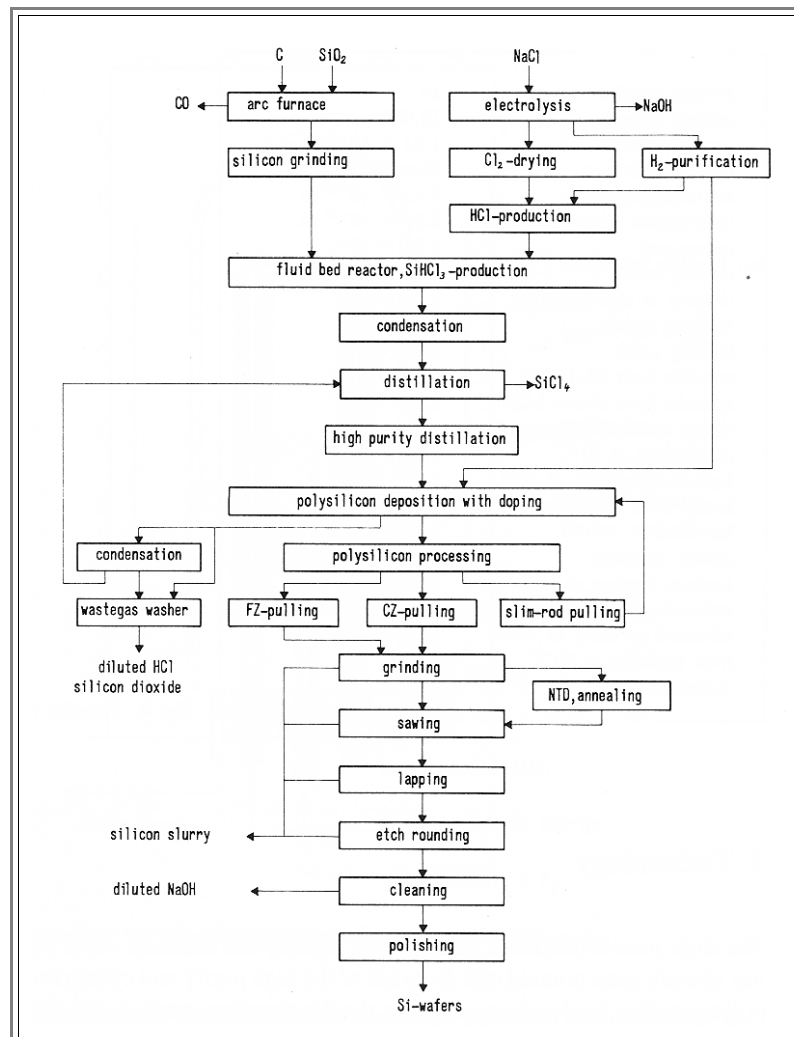 C SiO₂ NaCl
CO arc furnace electrolysis NaOH
silicon grinding Cl₂-drying H₂-purification
HCl-production
fluid bed reactor,SiHCl₃-production
condensation
distillation SiCl₄
high purity distillation
polysilicon deposition with doping
condensation polysilicon processing
wastegas washer FZ-pulling CZ-pulling slim-rod pulling
diluted HCl
silicon dioxide
grinding
NTD,annealing
sawing
lapping
silicon slurry etch rounding
diluted NaOH cleaning
polishing
Si-wafers